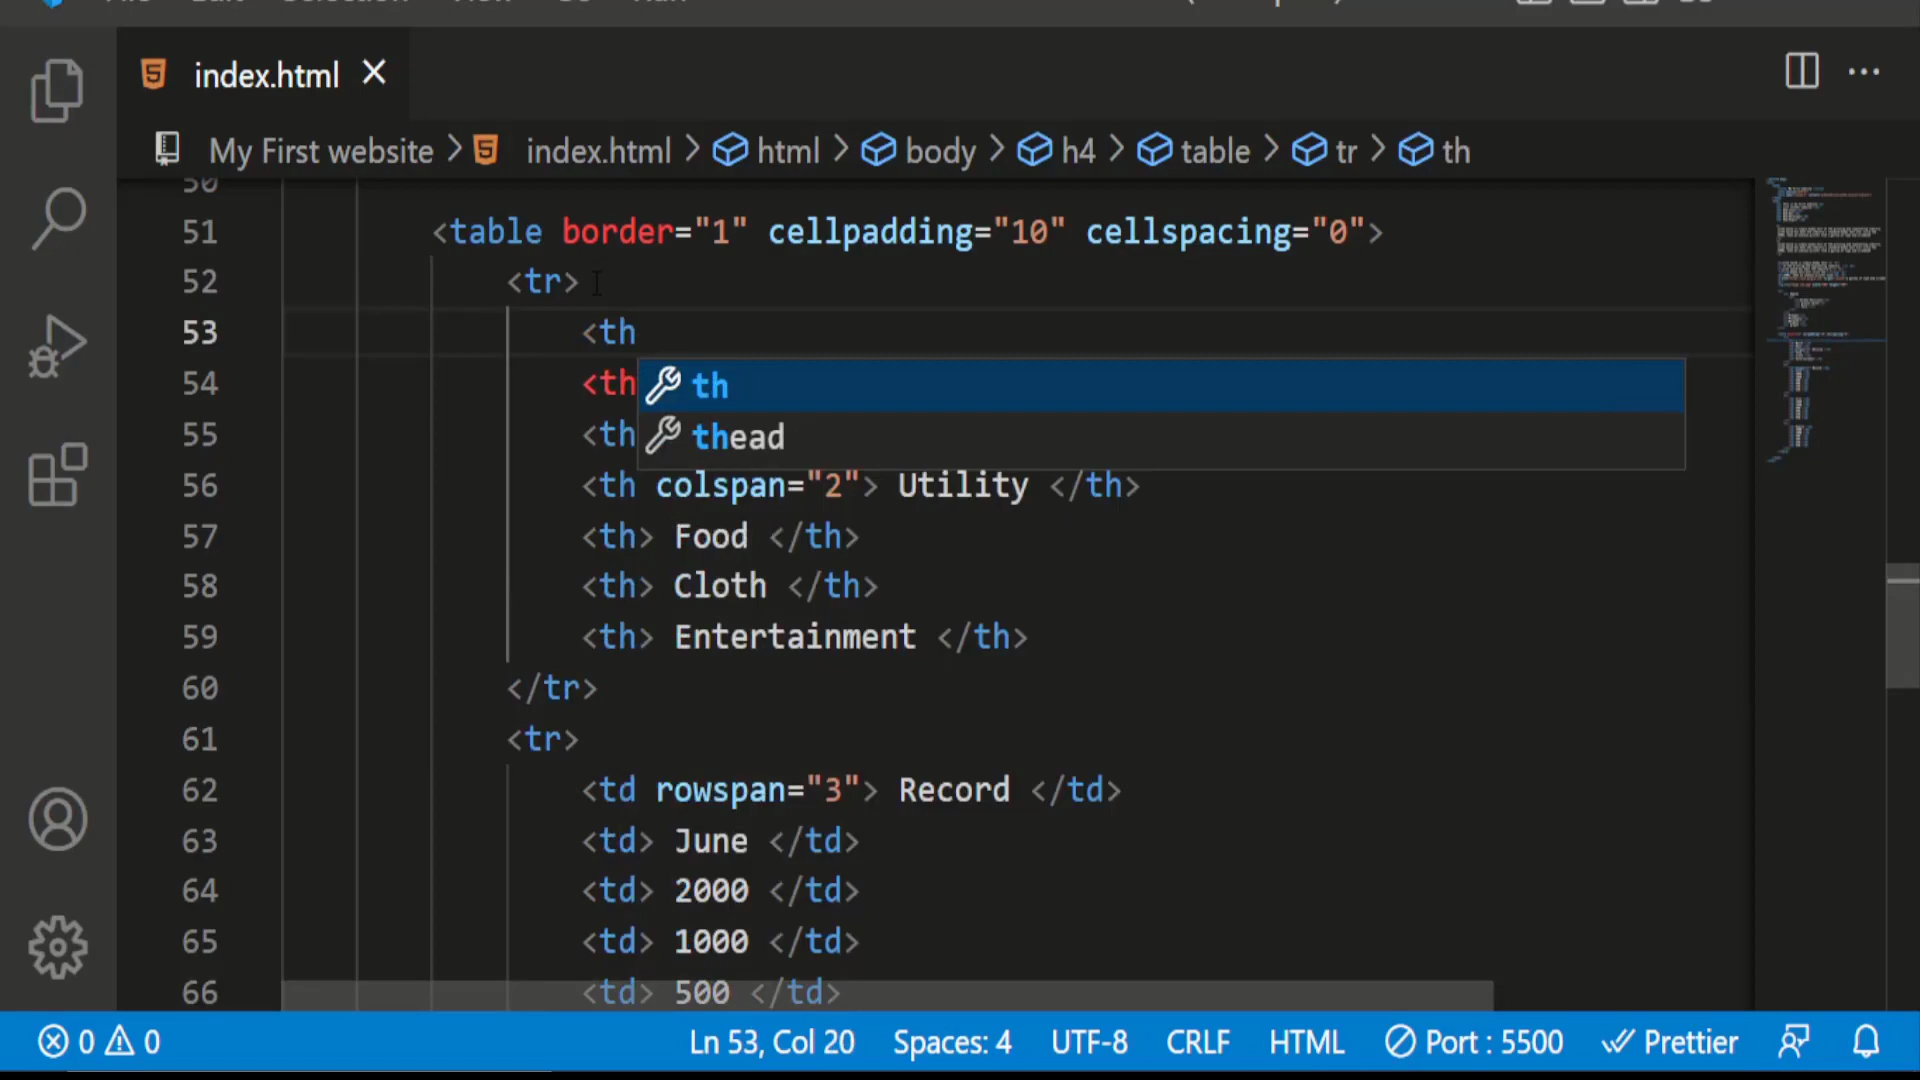 index.html
My First website > index.html > html > body > h4 > table > tr > th
50
51 <table border="1" cellpadding="10" cellspacing="0">
52 <tr>
53 <th
54 <th
th
55 <th
thead
56 <th colspan="2"> Utility </th>
57 <th> Food </th>
58 <th> Cloth </th>
59 <th> Entertainment </th>
60 </tr>
61 <tr>
62 <td rowspan="3"> Record </td>
63 <td> June </td>
64 <td> 2000 </td>
65 <td> 1000 </td>
66 <td> 500 </td>
0 0 Ln 53, Col 20 Spaces: 4 UTF-8 CRLF HTML Port : 5500 Prettier